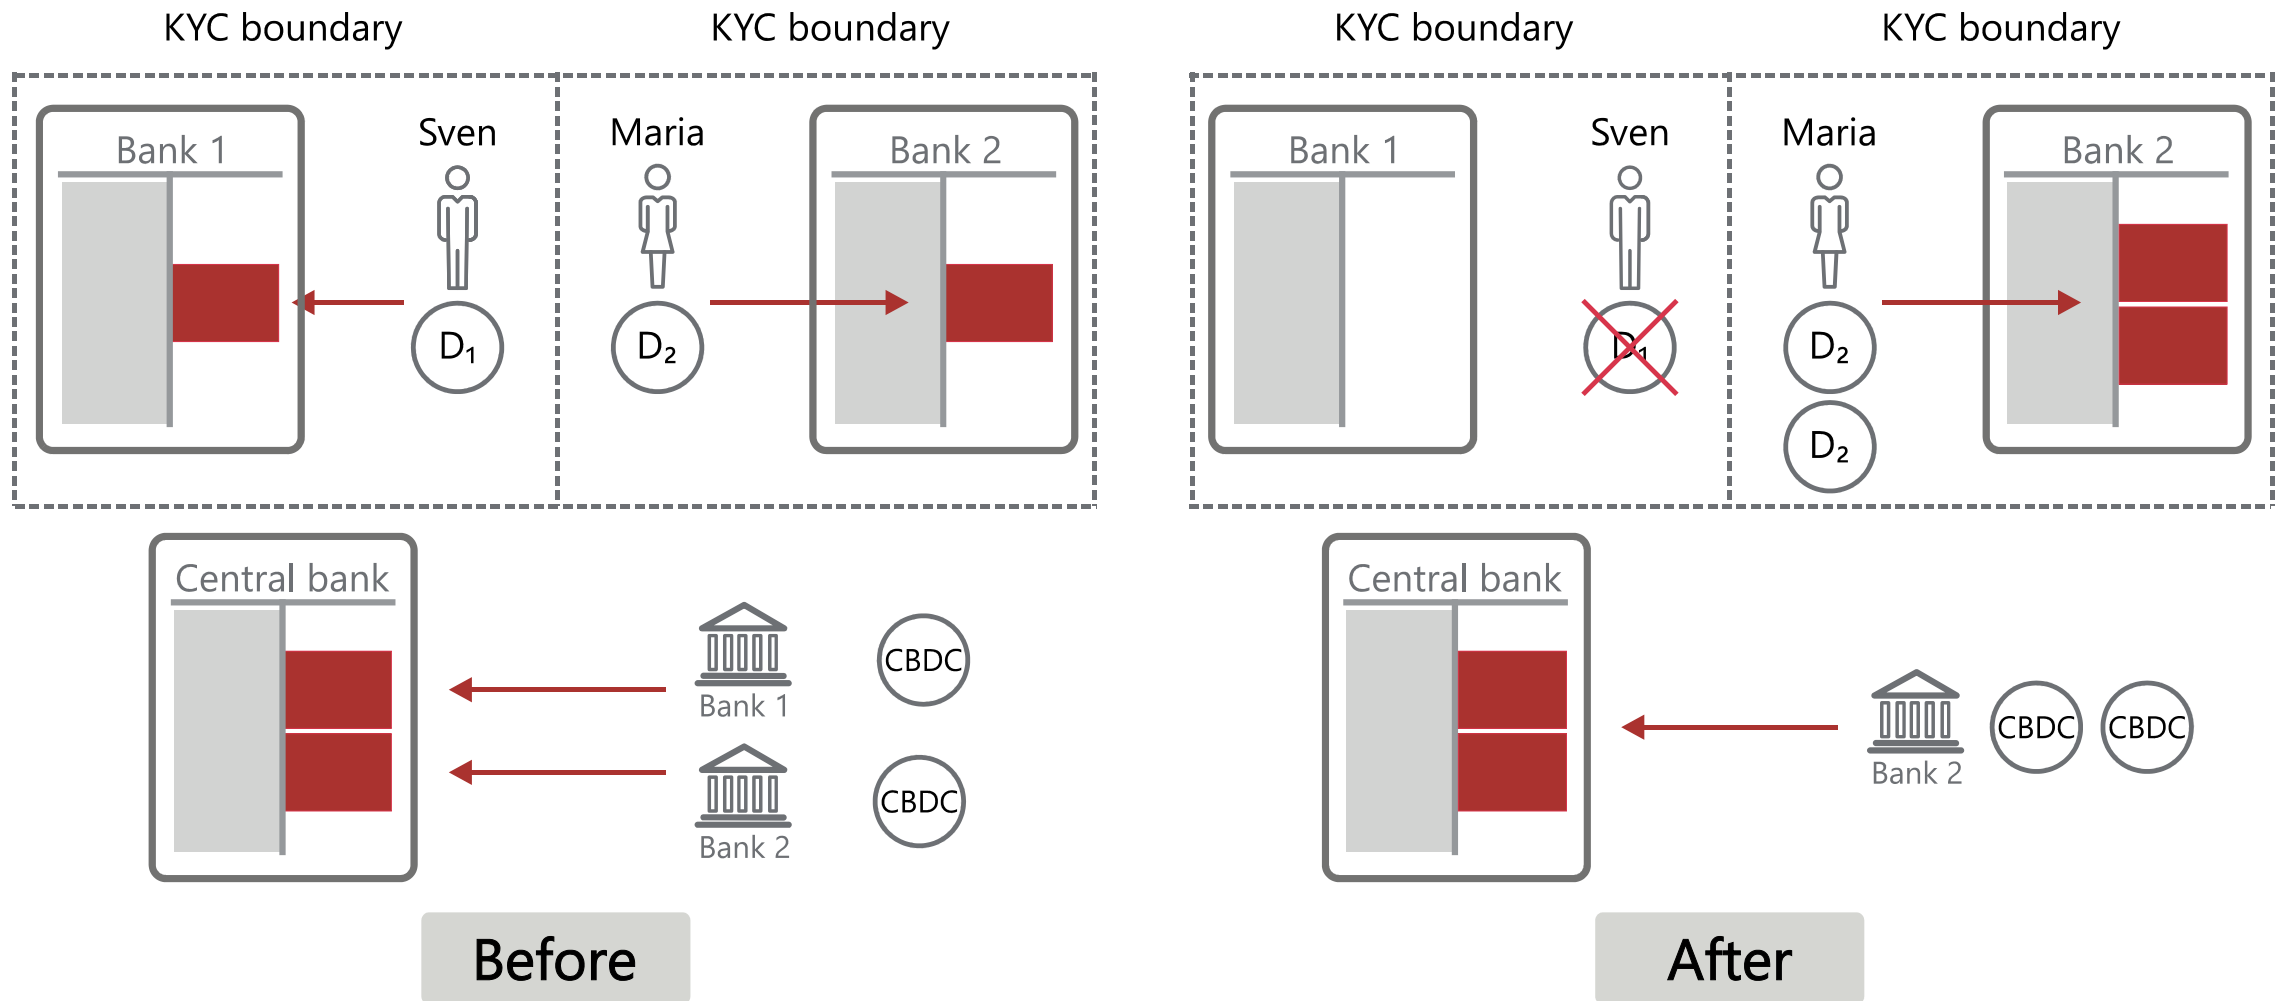 KYC boundary
KYC boundary
Bank 1
Sven
D₁
Maria
D₂
Bank 2
Central bank
Bank 1
CBDC
Bank 2
CBDC
Before
KYC boundary
KYC boundary
Bank 1
Sven
D₁
Maria
D₂
D₂
Bank 2
Central bank
Bank 2
CBDC
CBDC
After